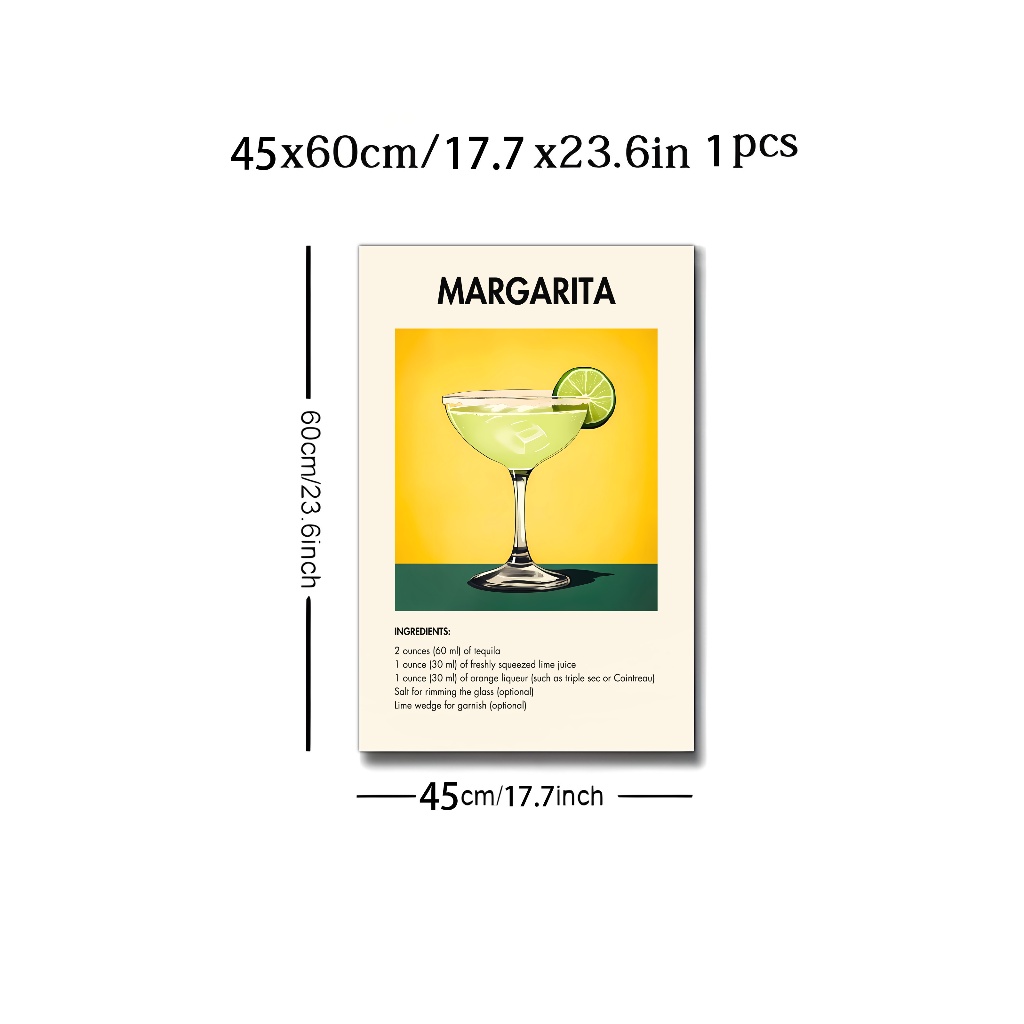 45x60cm/17.7 x23.6in 1pcs
MARGARITA
60cm/23.6inch
INGREDIENTS:
2 ounces (60 ml) of tequila
1 ounce (30 ml) of freshly squeezed lime juice
1 ounce (30 ml) of orange liqueur (such as triple sec or Cointreau)
Salt for rimming the glass (optional)
Lime wedge for garnish (optional)
45cm/17.7inch